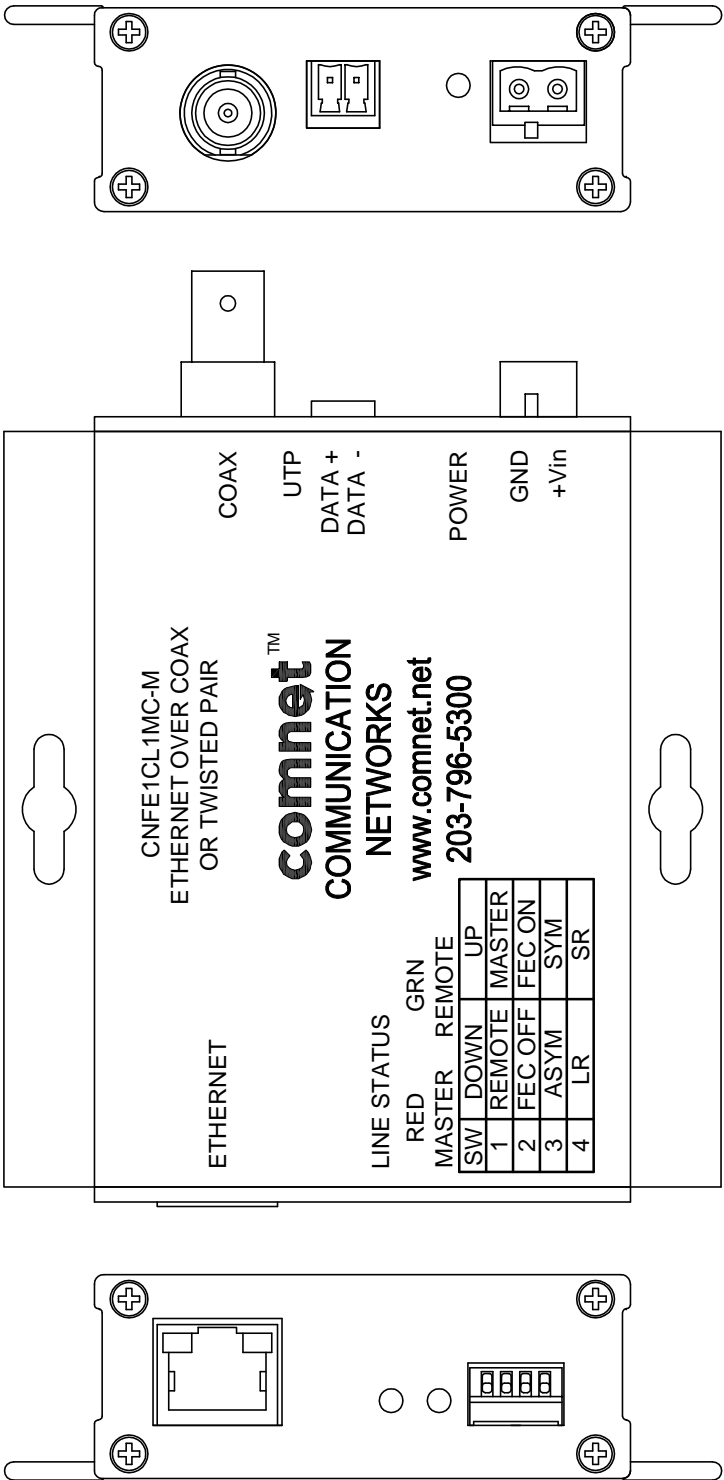 CNFE1CL1MC-M
ETHERNET OVER COAX
OR TWISTED PAIR
comnet™
COMMUNICATION
NETWORKS
www.comnet.net
203-796-5300
COAX
UTP
DATA +
DATA -
POWER
GND
+Vin
ETHERNET
LINE STATUS
RED GRN
MASTER REMOTE
SW DOWN UP
1 REMOTE MASTER
2 FEC OFF FEC ON
3 ASYM SYM
4 LR SR